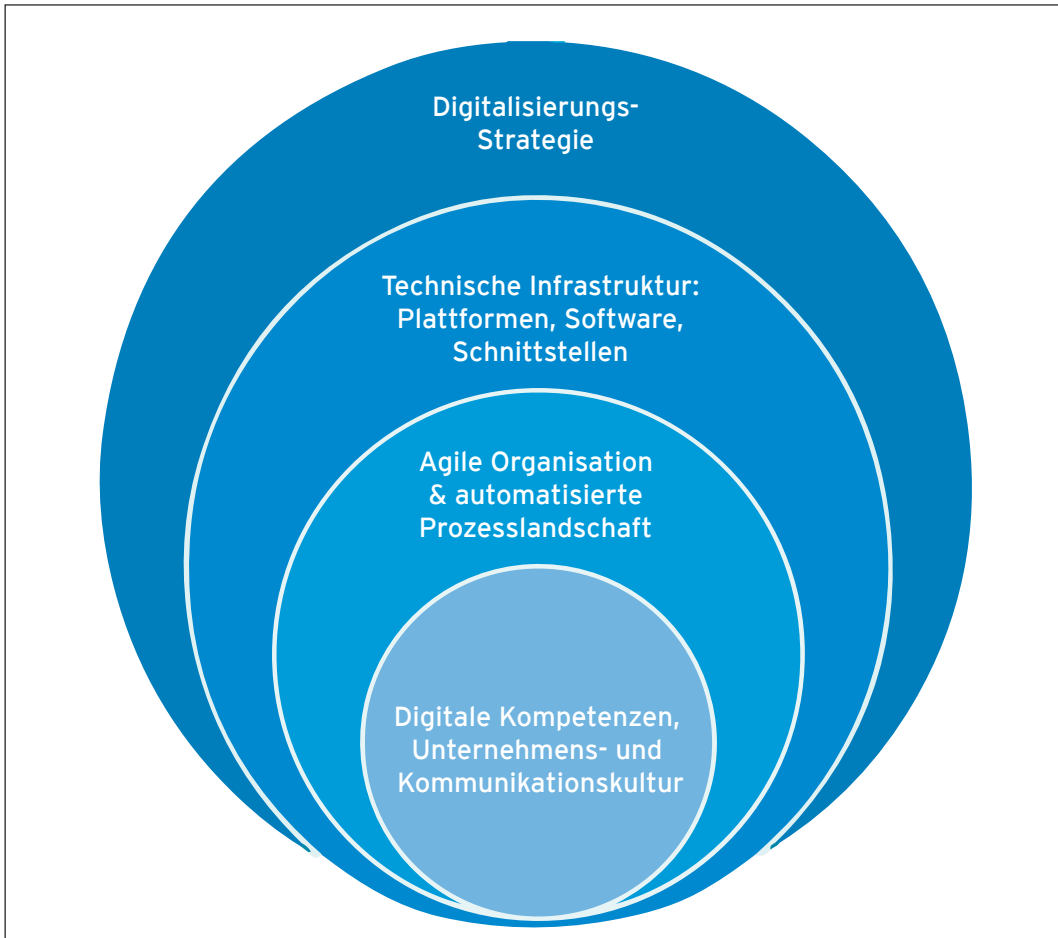 Digitalisierungs-
Strategie
Technische Infrastruktur:
Plattformen, Software,
Schnittstellen
Agile Organisation
& automatisierte
Prozesslandschaft
Digitale Kompetenzen,
Unternehmens- und
Kommunikationskultur